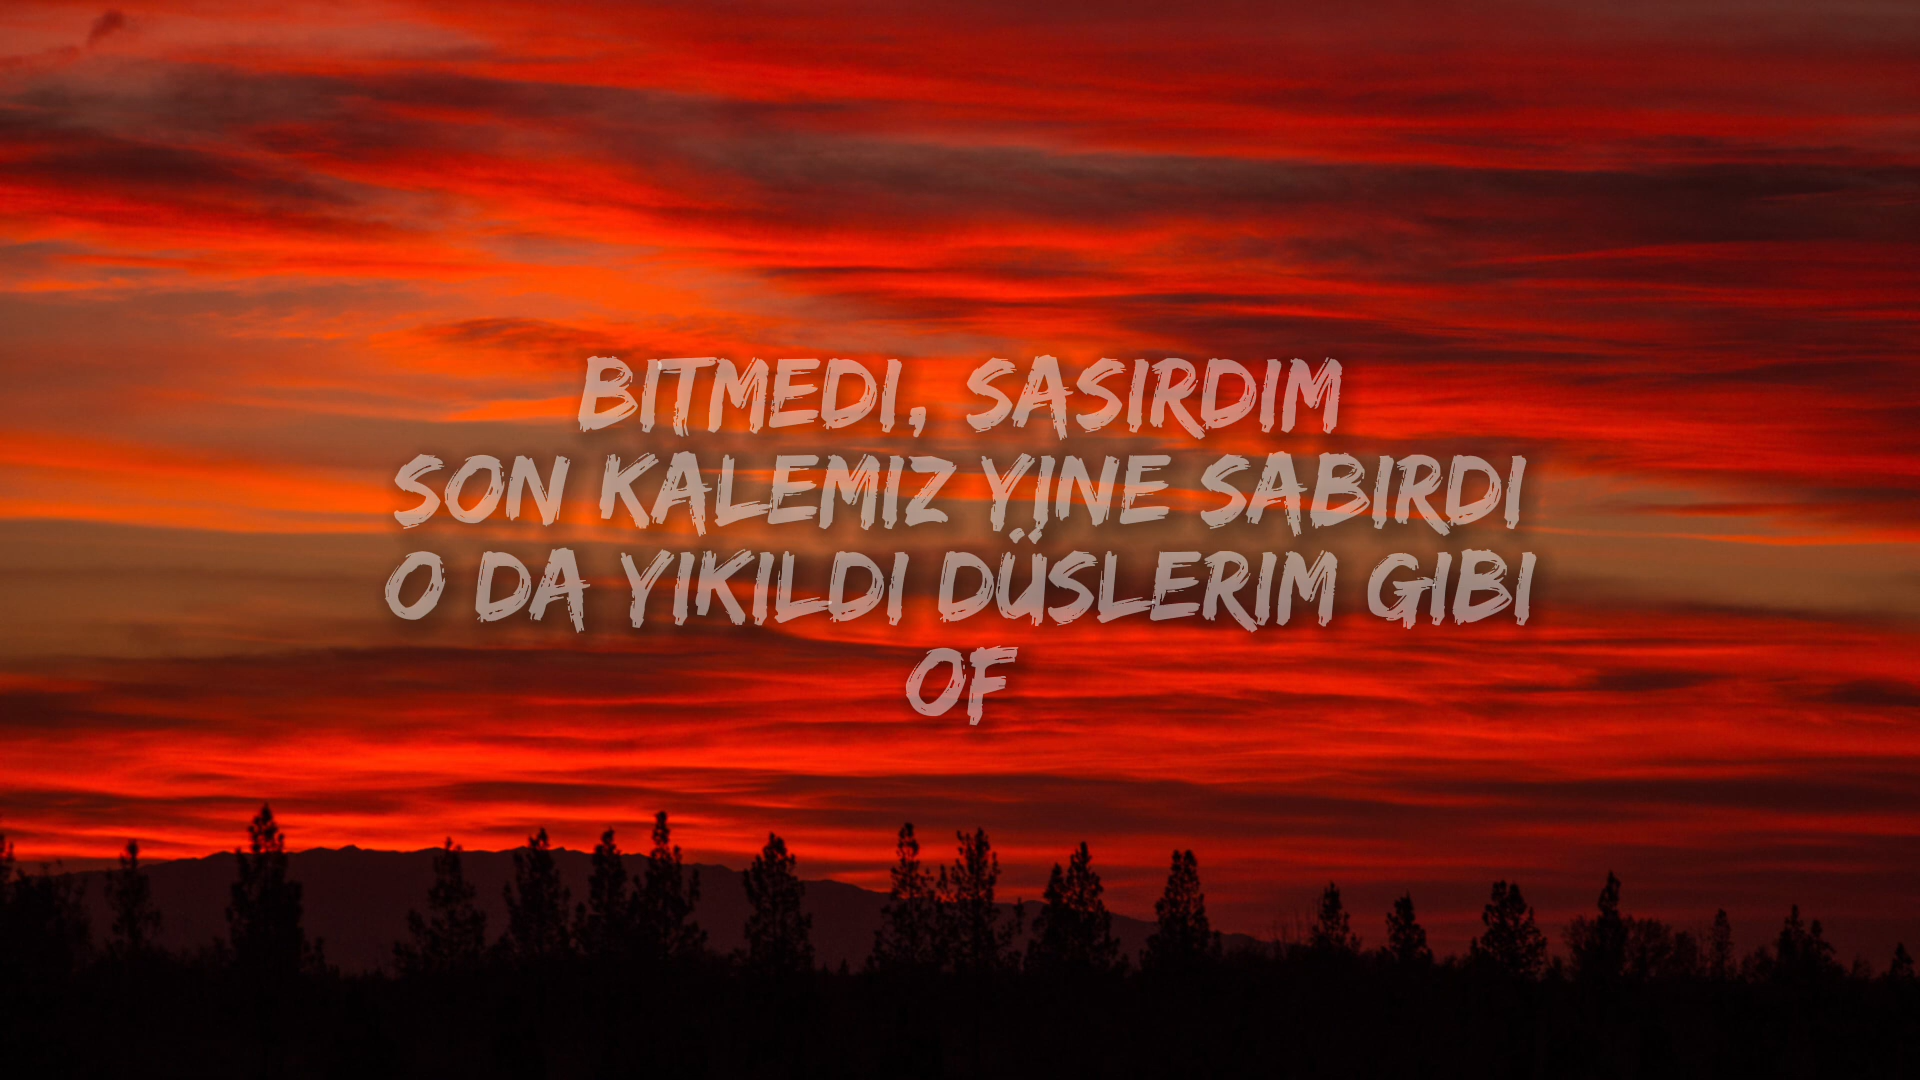 BITMEDI, SASIRDIM
SON KALEMIZ YINE SABIRDI
O DA YIKILDI DÜSLERIM GIBI
OF